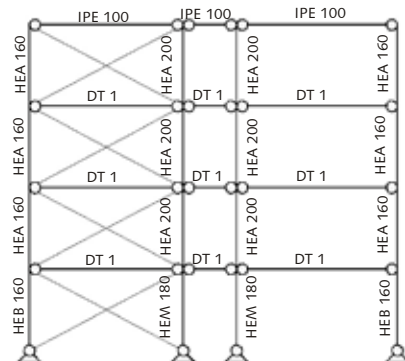 IPE 100 IPE 100 IPE 100
HEA 160 HEA 200 HEA 200 HEA 160
DT 1 DT 1 DT 1
HEA 160 HEA 200 HEA 200 HEA 160
DT 1 DT 1 DT 1
HEA 160 HEA 200 HEA 200 HEA 160
DT 1 DT 1 DT 1
HEB 160 HEM 180 HEM 180 HEB 160